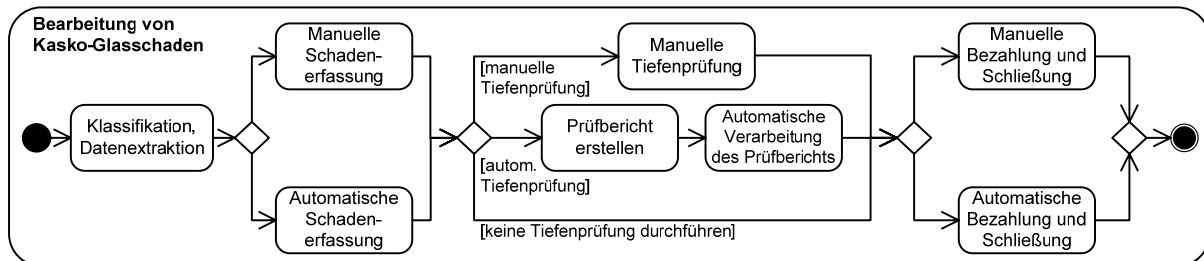 Bearbeitung von
Kasko-Glasschaden
Klassifikation,
Datenextraktion
Manuelle
Schaden-
erfassung
Automatische
Schaden-
erfassung
[manuelle
Tiefenprüfung]
Manuelle
Tiefenprüfung
Prüfbericht
erstellen
Automatische
Verarbeitung
des Prüfberichts
[autom.
Tiefenprüfung]
[keine Tiefenprüfung durchführen]
Manuelle
Bezahlung und
Schließung
Automatische
Bezahlung und
Schließung